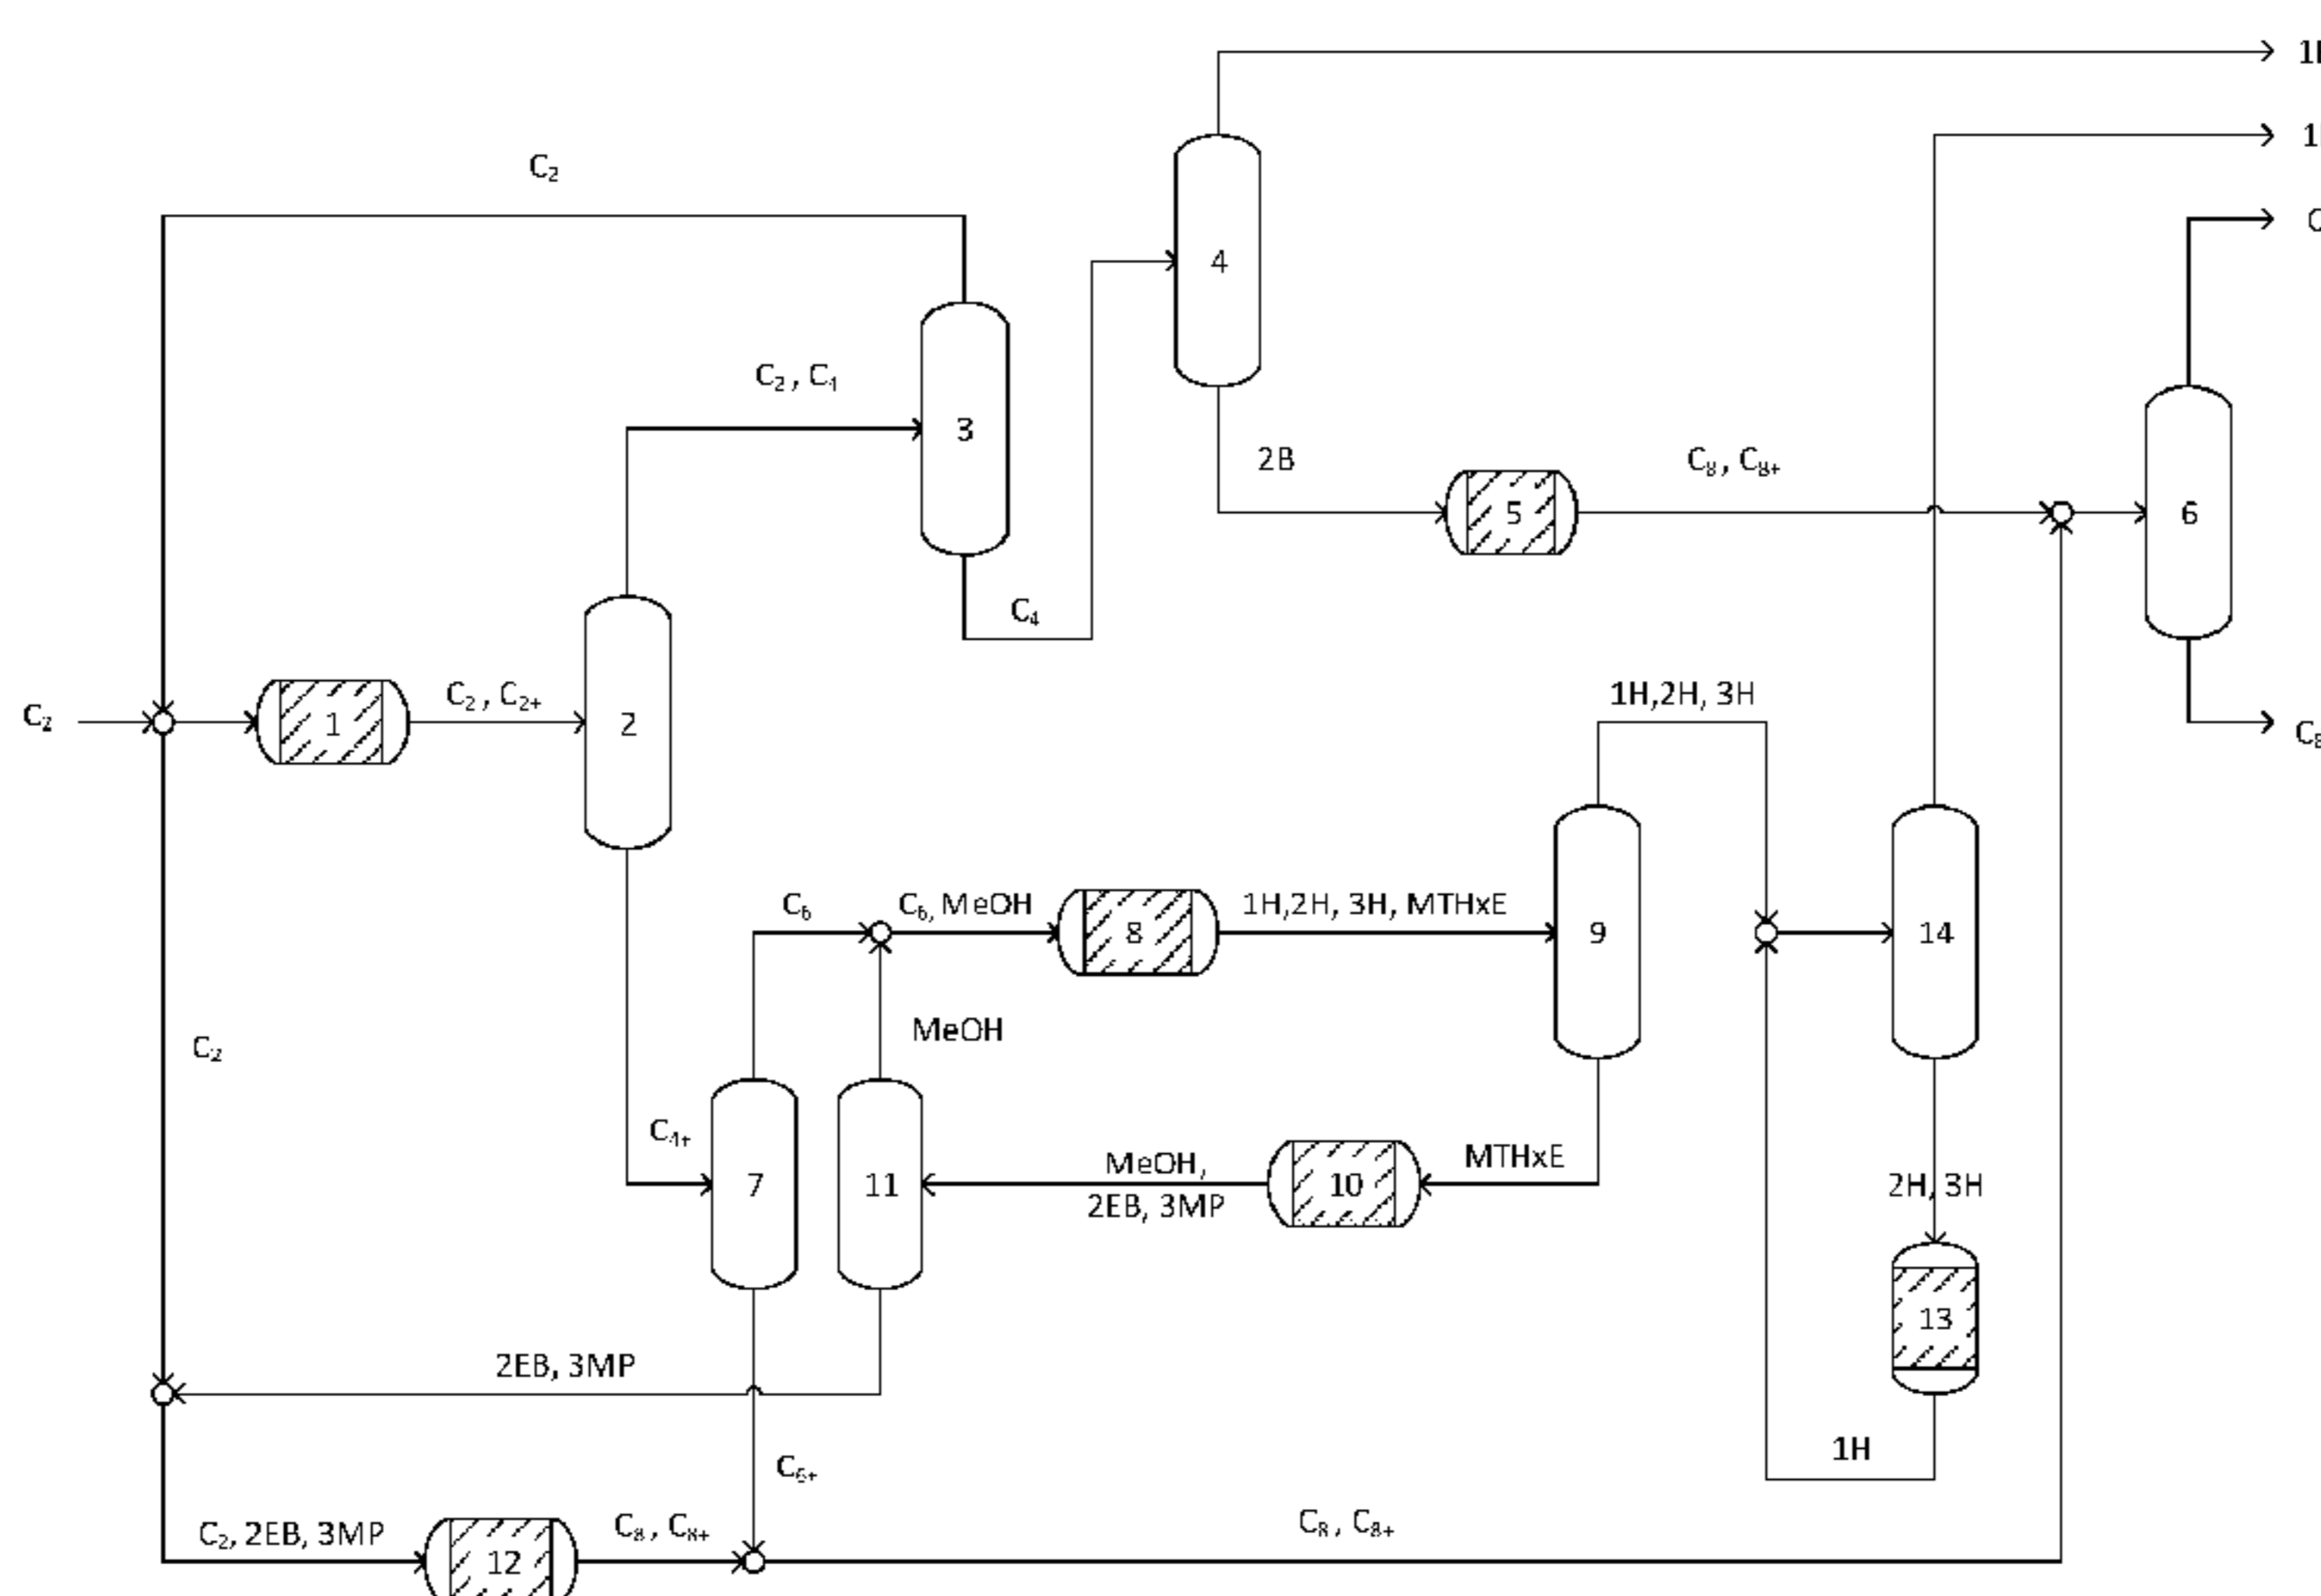 1
C₂
4
C₂, C₄
3
2B
C₈, C₈₊
5
6
C₄
C₂
C₂, C₂₊
1
2
1H,2H, 3H
C₈
C₆
C₆, MeOH
8
1H,2H, 3H, MTHxE
9
14
MeOH
C₂
C₄₊
7
11
MeOH,
2EB, 3MP
10
MTHxE
2H, 3H
13
2EB, 3MP
C₆₊
1H
C₂, 2EB, 3MP
12
C₈, C₈₊
C₈, C₈₊